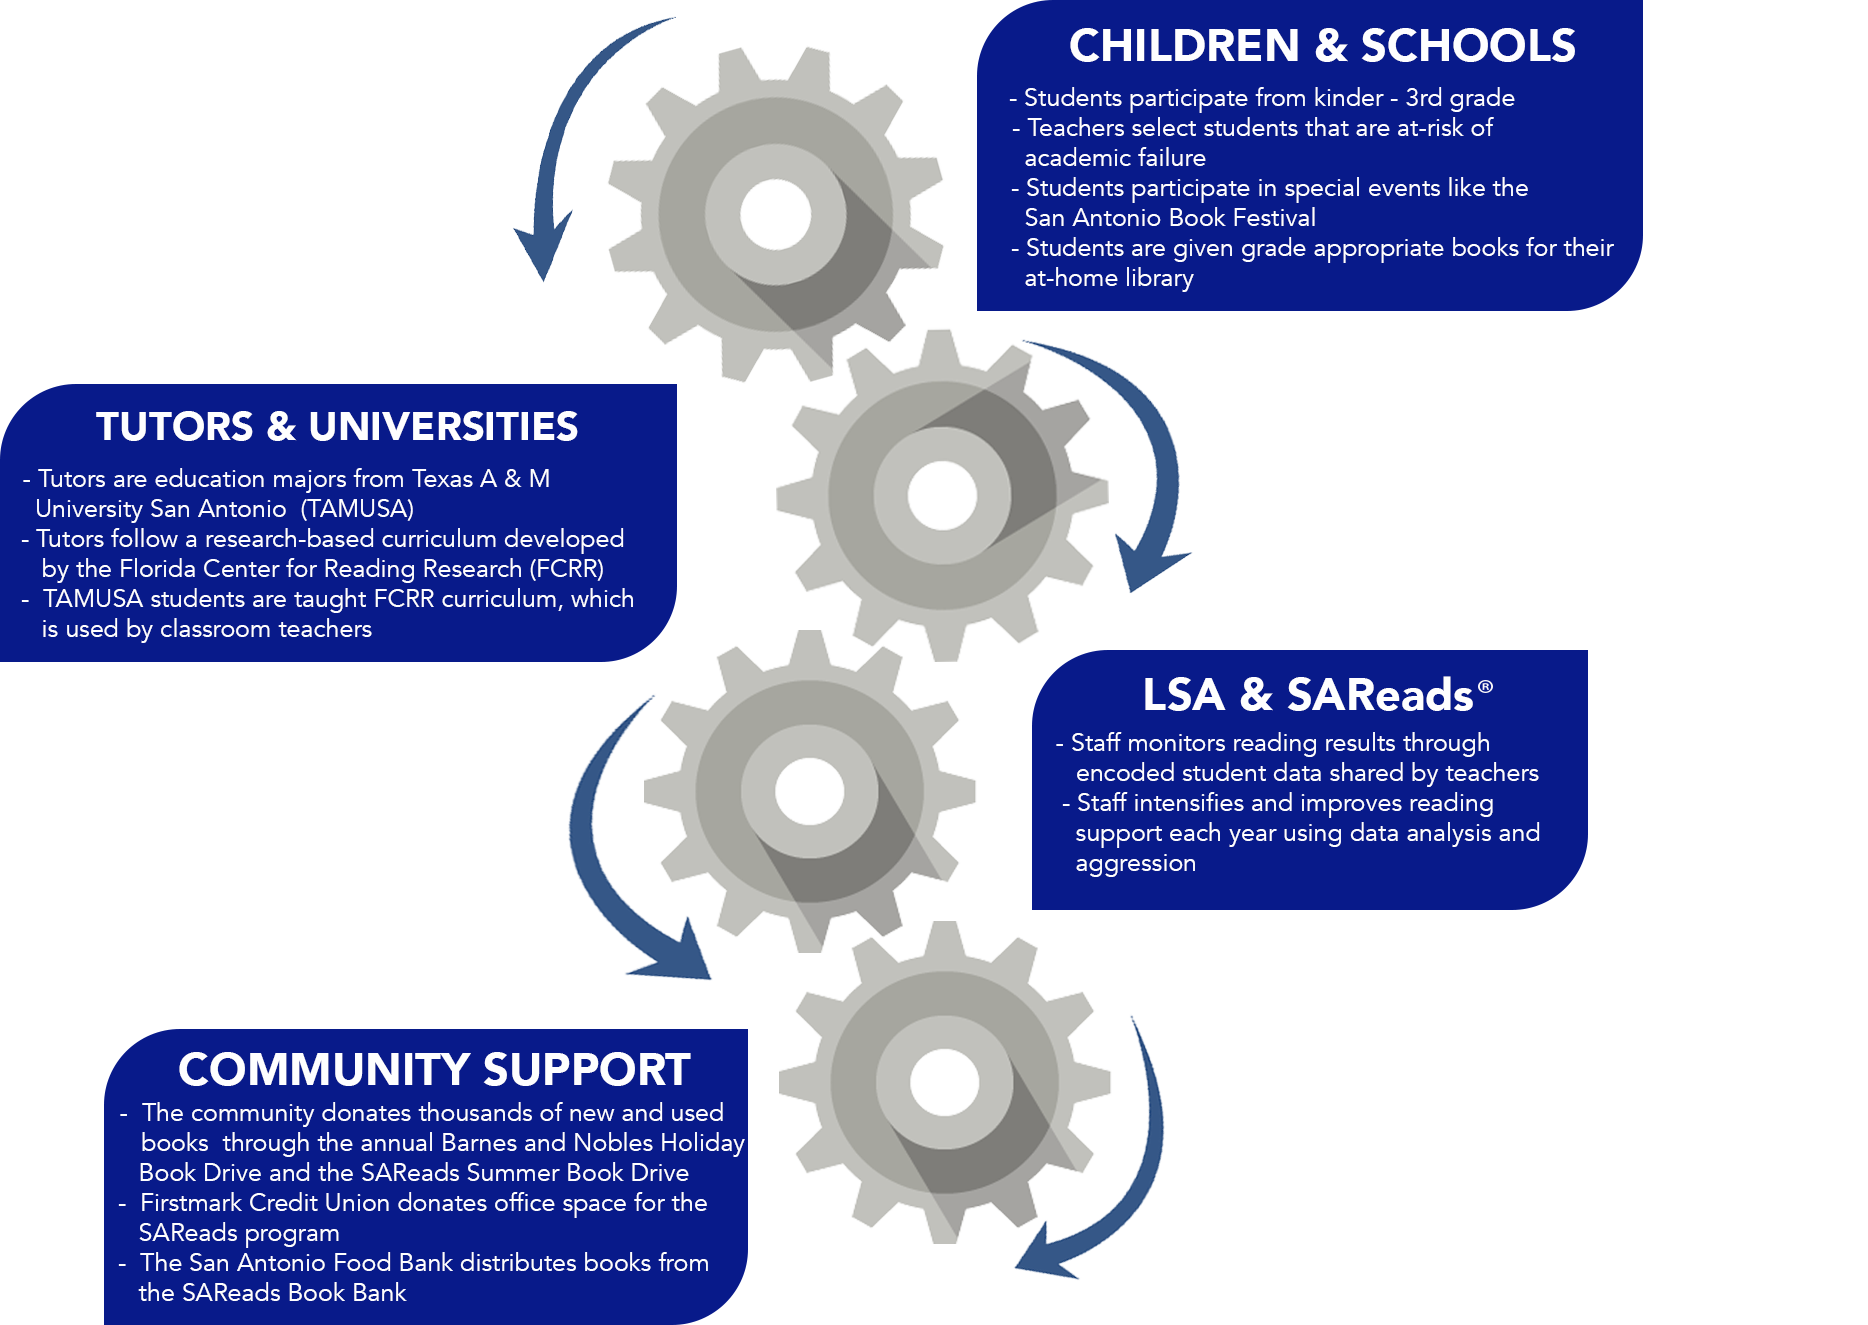 CHILDREN & SCHOOLS
- Students participate from kinder - 3rd grade
- Teachers select students that are at-risk of
academic failure
- Students participate in special events like the
San Antonio Book Festival
- Students are given grade appropriate books for their
at-home library
TUTORS & UNIVERSITIES
- Tutors are education majors from Texas A & M
University San Antonio (TAMUSA)
- Tutors follow a research-based curriculum developed
by the Florida Center for Reading Research (FCRR)
- TAMUSA students are taught FCRR curriculum, which
is used by classroom teachers
LSA & SAReads®
- Staff monitors reading results through
encoded student data shared by teachers
- Staff intensifies and improves reading
support each year using data analysis and
aggression
COMMUNITY SUPPORT
- The community donates thousands of new and used
books through the annual Barnes and Nobles Holiday
Book Drive and the SAReads Summer Book Drive
- Firstmark Credit Union donates office space for the
SAReads program
- The San Antonio Food Bank distributes books from
the SAReads Book Bank